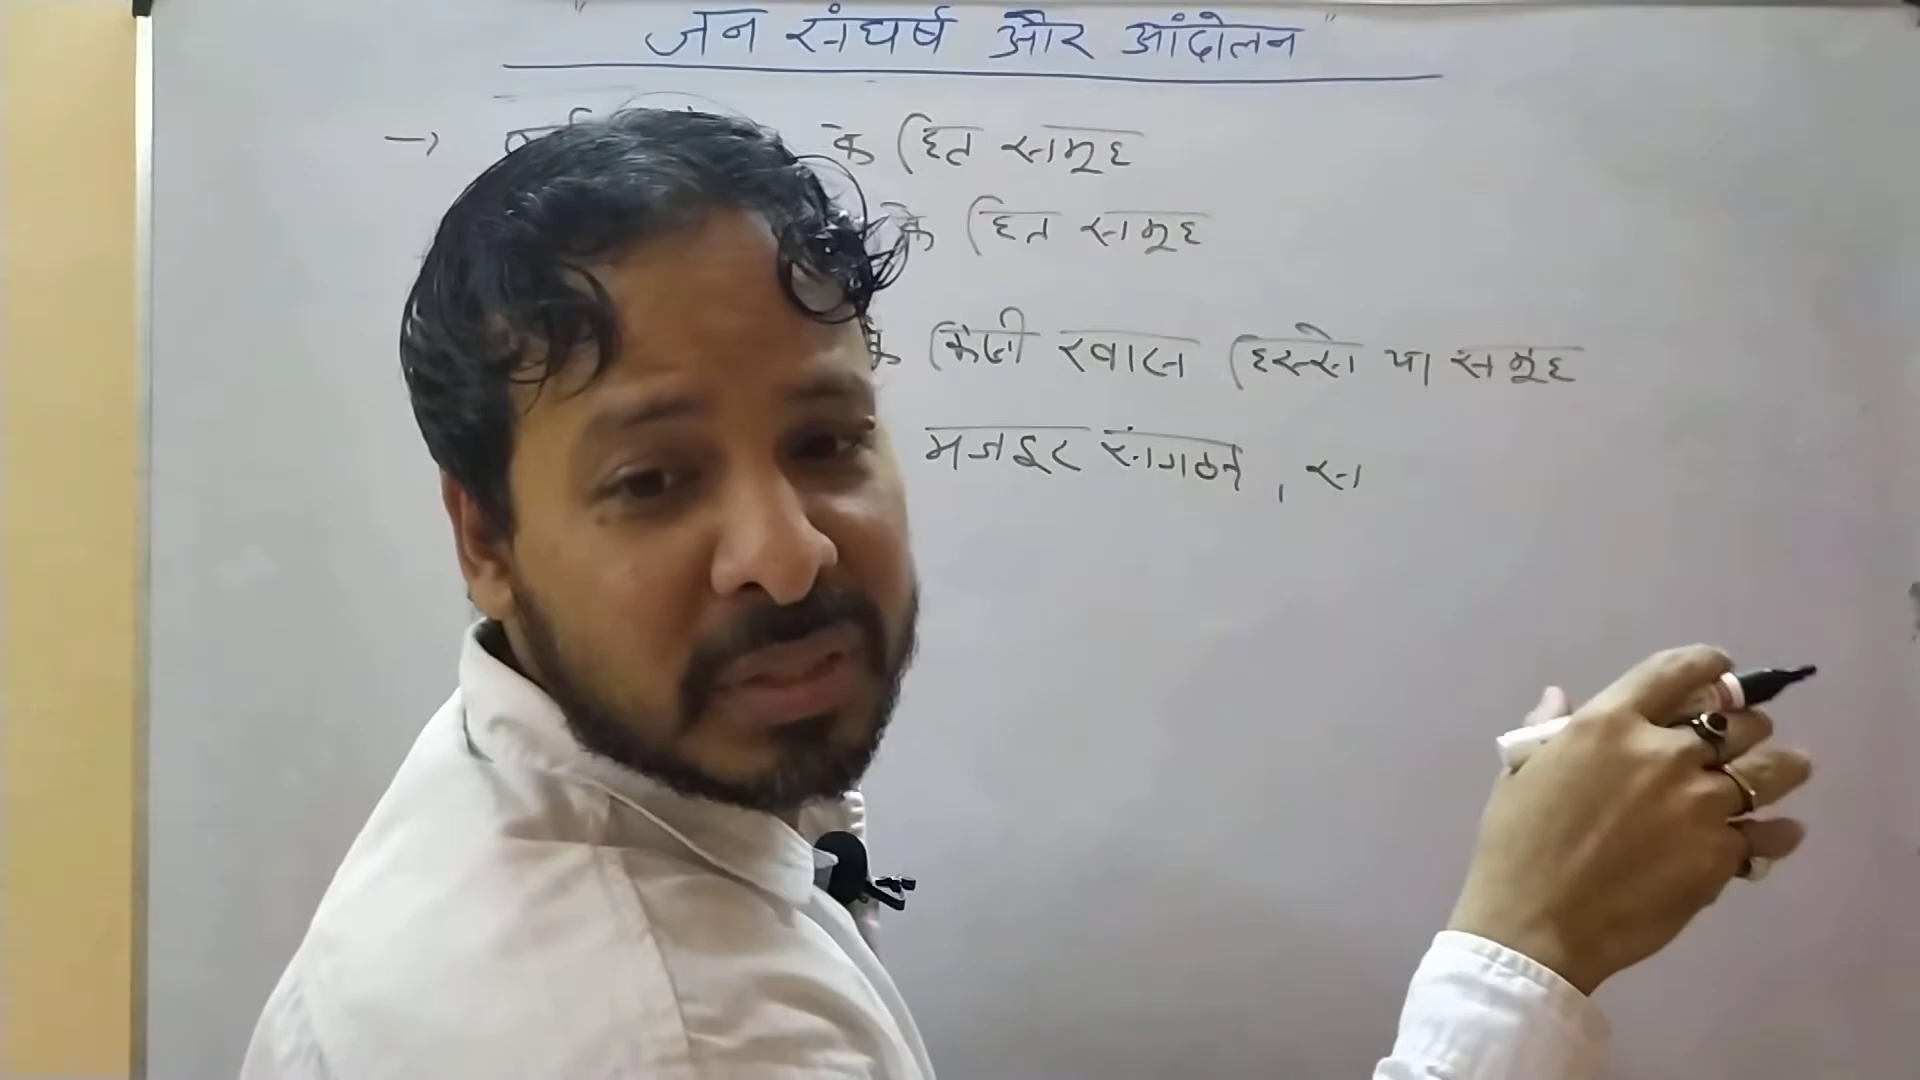 "जन संघर्ष और आंदोलन"
→ के हित समूह
के हित समूह
के किसी खास हिस्से या समूह
मजदूर संगठन, स